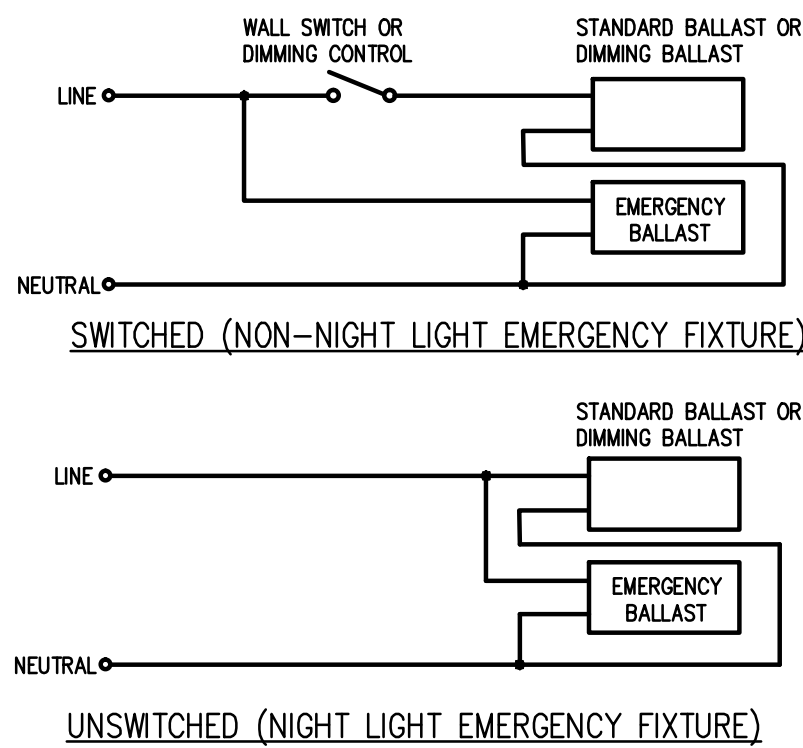 WALL SWITCH OR
DIMMING CONTROL
STANDARD BALLAST OR
DIMMING BALLAST
LINE
EMERGENCY
BALLAST
NEUTRAL
SWITCHED (NON-NIGHT LIGHT EMERGENCY FIXTURE)
STANDARD BALLAST OR
DIMMING BALLAST
LINE
EMERGENCY
BALLAST
NEUTRAL
UNSWITCHED (NIGHT LIGHT EMERGENCY FIXTURE)